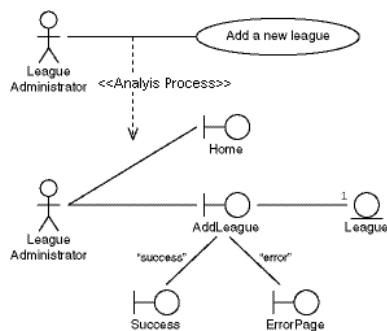 Add a new league
League
Administrator
<<Analyis Process>>
Home
League
Administrator
AddLeague
1
League
"success"
"error"
Success
ErrorPage